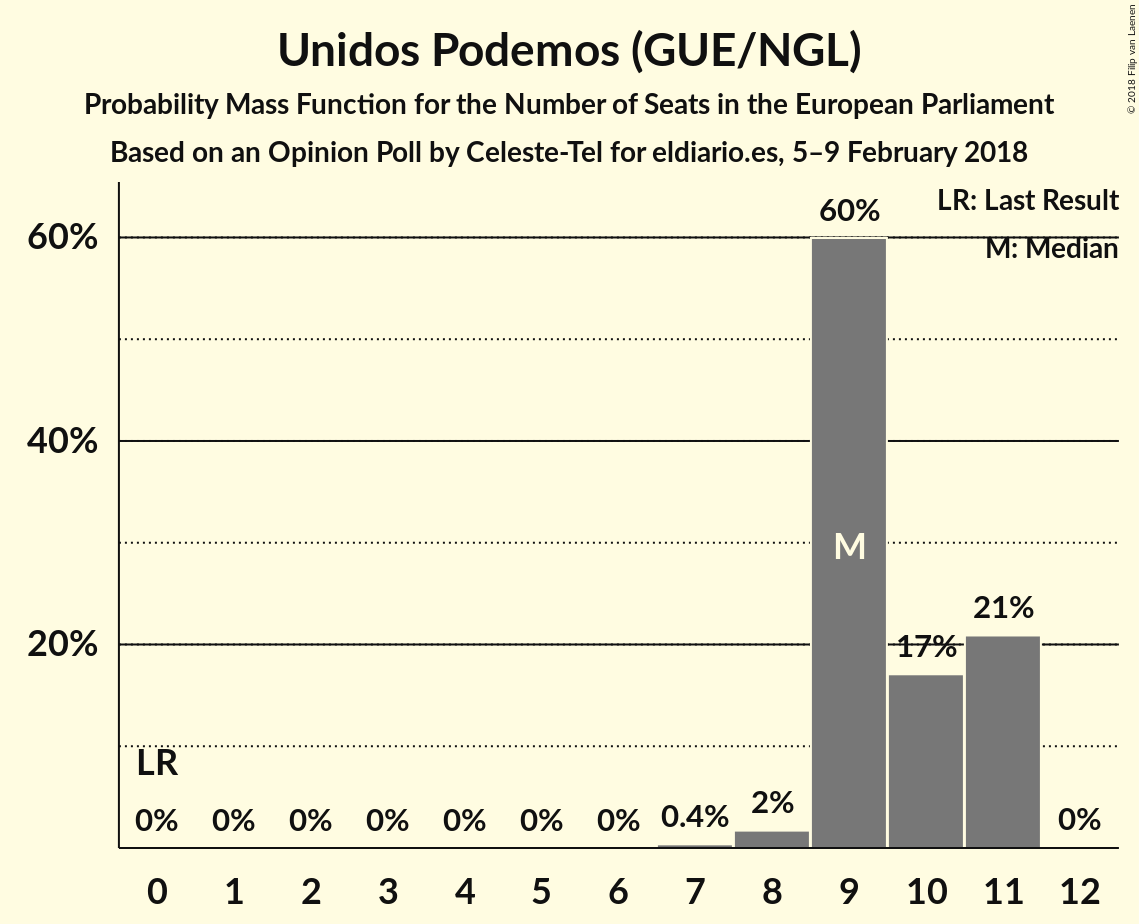 Unidos Podemos (GUE/NGL)
Probability Mass Function for the Number of Seats in the European Parliament
Based on an Opinion Poll by Celeste-Tel for eldiario.es, 5–9 February 2018
© 2018 Filip van Laenen
LR: Last Result
M: Median
60%
40%
20%
60%
M
21%
17%
LR
0% 0% 0% 0% 0% 0% 0% 0.4% 2% 0%
0 1 2 3 4 5 6 7 8 9 10 11 12